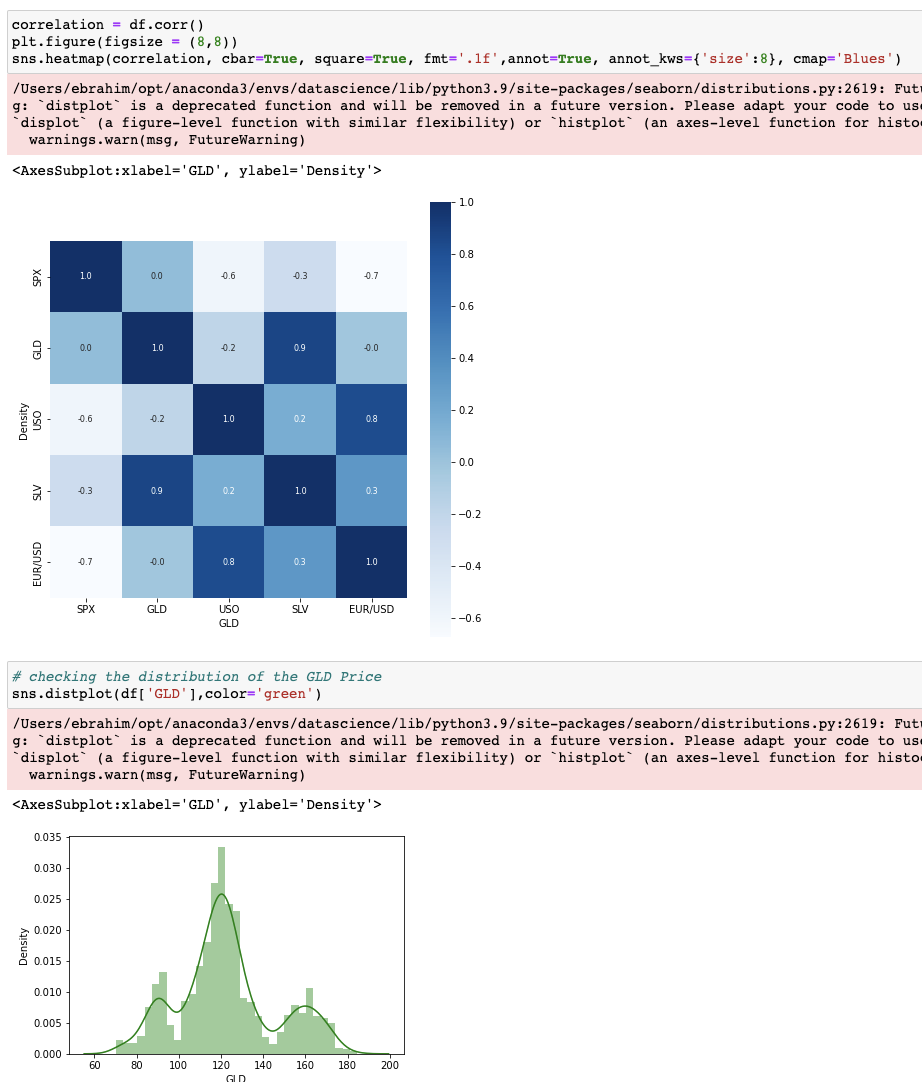 correlation = df.corr()
plt.figure(figsize = (8,8))
sns.heatmap(correlation, cbar=True, square=True, fmt='.1f',annot=True, annot_kws={'size':8}, cmap='Blues')
/Users/ebrahim/opt/anaconda3/envs/datascience/lib/python3.9/site-packages/seaborn/distributions.py:2619: Futu
g: `distplot` is a deprecated function and will be removed in a future version. Please adapt your code to use
`displot` (a figure-level function with similar flexibility) or `histplot` (an axes-level function for histog
warnings.warn(msg, FutureWarning)
<AxesSubplot:xlabel='GLD', ylabel='Density'>
1.0
0.8
0.6
0.4
0.2
0.0
−0.2
−0.4
−0.6
SPX 1.0 0.0 -0.6 -0.3 -0.7
GLD 0.0 1.0 -0.2 0.9 -0.0
Density
USO -0.6 -0.2 1.0 0.2 0.8
SLV -0.3 0.9 0.2 1.0 0.3
EUR/USD -0.7 -0.0 0.8 0.3 1.0
SPX GLD USO SLV EUR/USD
GLD
# checking the distribution of the GLD Price
sns.distplot(df['GLD'],color='green')
/Users/ebrahim/opt/anaconda3/envs/datascience/lib/python3.9/site-packages/seaborn/distributions.py:2619: Futu
g: `distplot` is a deprecated function and will be removed in a future version. Please adapt your code to use
`displot` (a figure-level function with similar flexibility) or `histplot` (an axes-level function for histog
warnings.warn(msg, FutureWarning)
<AxesSubplot:xlabel='GLD', ylabel='Density'>
0.035
0.030
0.025
0.020
0.015
0.010
0.005
0.000
Density
60 80 100 120 140 160 180 200
GLD